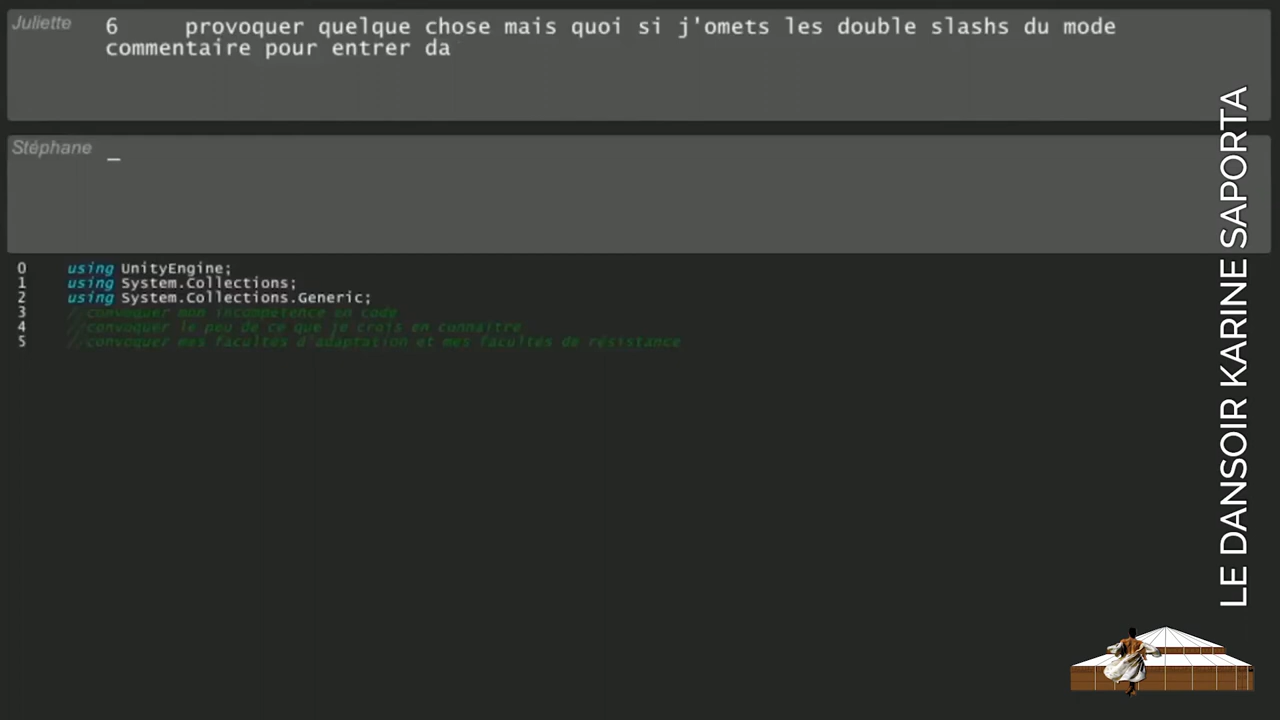 Juliette
6 provoquer quelque chose mais quoi si j'omets les double slashs du mode
commentaire pour entrer da
Stéphane _
0 using UnityEngine;
1 using System.Collections;
2 using System.Collections.Generic;
3 //convoquer mon incompétence en code
4 //convoquer le peu de ce que je crois en connaitre
5 //convoquer mes facultés d'adaptation et mes facultés de résistance
LE DANSOIR KARINE SAPORTA